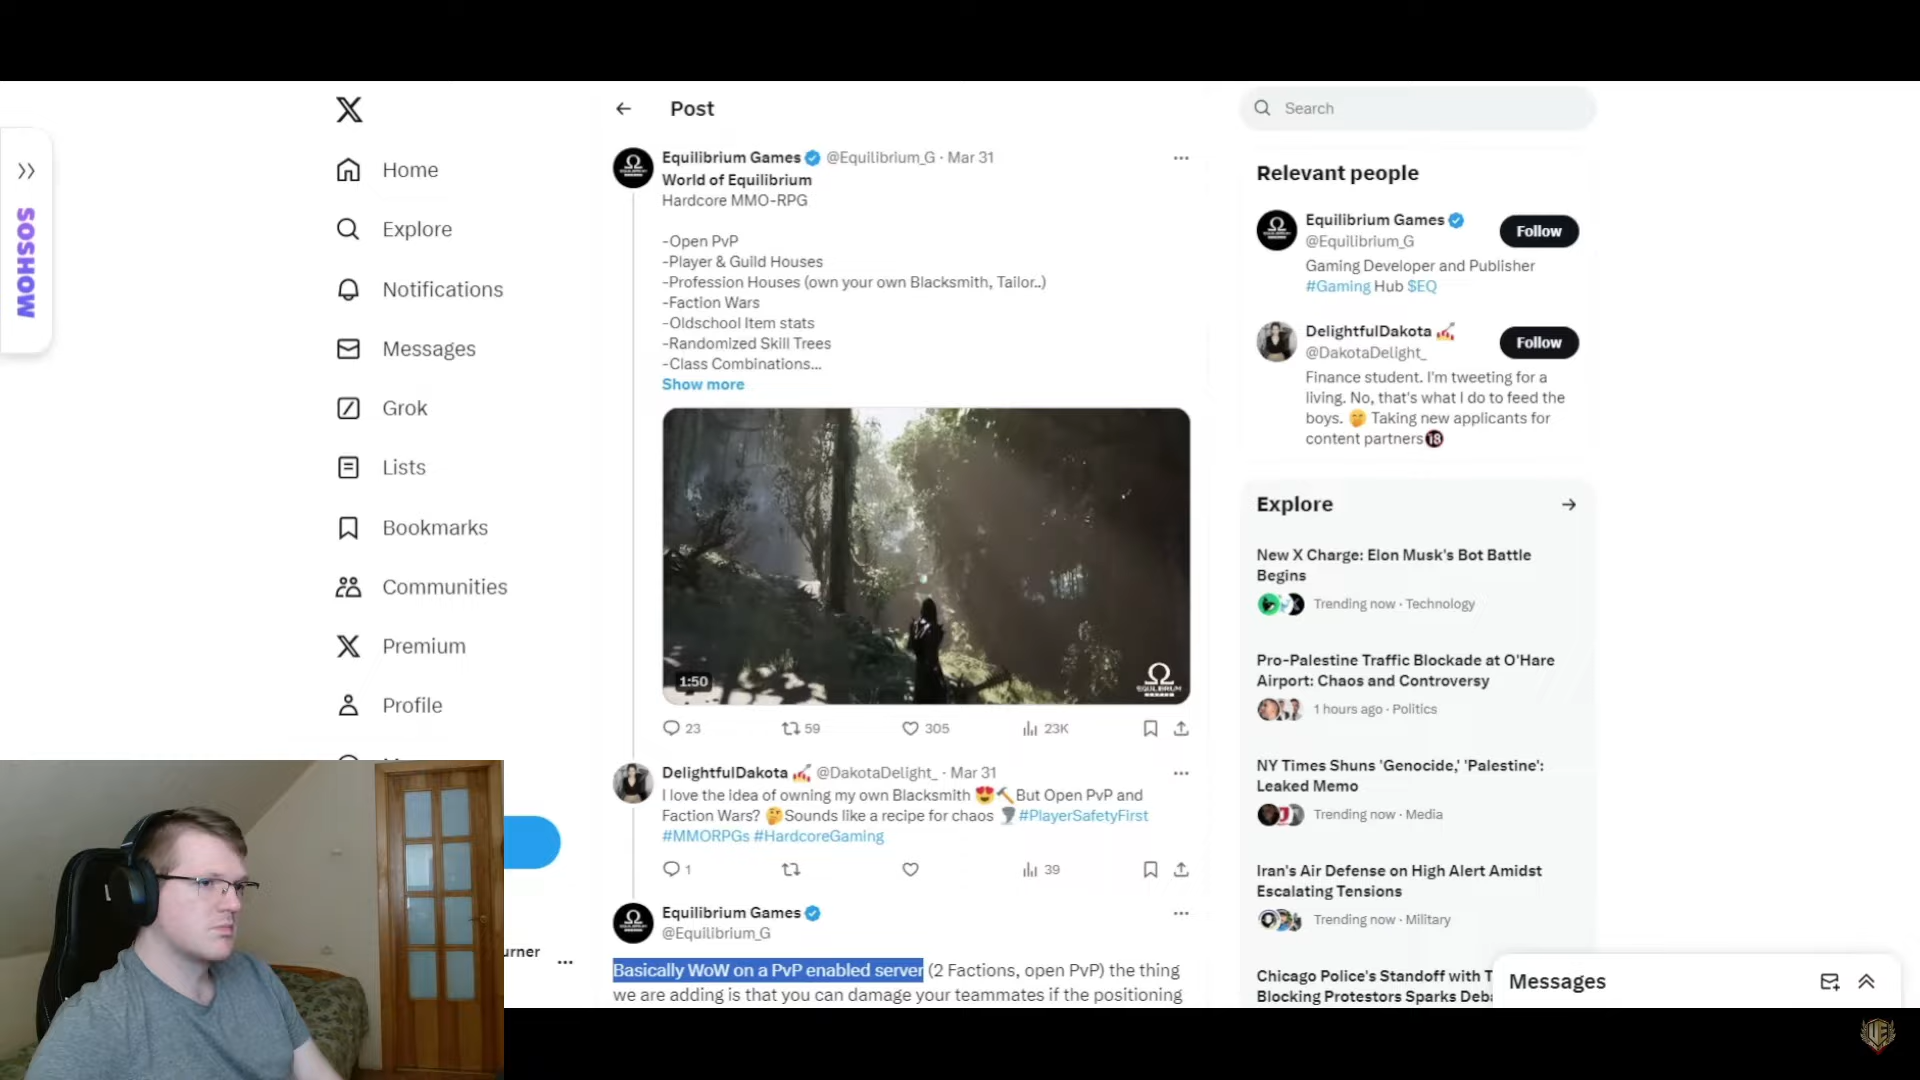 SOSHOW
Home
Explore
Notifications
Messages
Grok
Lists
Bookmarks
Communities
Premium
Profile
urner
Post
Equilibrium Games @Equilibrium_G · Mar 31
World of Equilibrium
Hardcore MMO-RPG
-Open PvP
-Player & Guild Houses
-Profession Houses (own your own Blacksmith, Tailor..)
-Faction Wars
-Oldschool Item stats
-Randomized Skill Trees
-Class Combinations...
Show more
1:50
EQUILIBRIUM
23 59 305 23K
DelightfulDakota @DakotaDelight_ · Mar 31
I love the idea of owning my own Blacksmith 😍🔨But Open PvP and
Faction Wars? 🤔Sounds like a recipe for chaos 🌪️#PlayerSafetyFirst
#MMORPGs #HardcoreGaming
1 39
Equilibrium Games
@Equilibrium_G
Basically WoW on a PvP enabled server (2 Factions, open PvP) the thing
we are adding is that you can damage your teammates if the positioning
Search
Relevant people
Equilibrium Games
@Equilibrium_G
Follow
Gaming Developer and Publisher
#Gaming Hub $EQ
DelightfulDakota
@DakotaDelight_
Follow
Finance student. I'm tweeting for a
living. No, that's what I do to feed the
boys. 🤭 Taking new applicants for
content partners🔞
Explore
New X Charge: Elon Musk's Bot Battle
Begins
Trending now · Technology
Pro-Palestine Traffic Blockade at O'Hare
Airport: Chaos and Controversy
1 hours ago · Politics
NY Times Shuns 'Genocide,' 'Palestine':
Leaked Memo
Trending now · Media
Iran's Air Defense on High Alert Amidst
Escalating Tensions
Trending now · Military
Chicago Police's Standoff with T
Blocking Protestors Sparks Deba
Messages